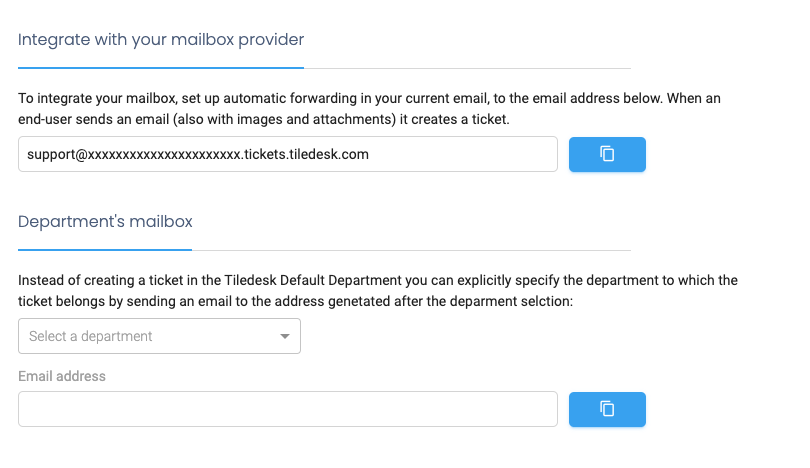 Integrate with your mailbox provider
To integrate your mailbox, set up automatic forwarding in your current email, to the email address below. When an
end-user sends an email (also with images and attachments) it creates a ticket.
support@xxxxxxxxxxxxxxxxxxxxxx.tickets.tiledesk.com
Department's mailbox
Instead of creating a ticket in the Tiledesk Default Department you can explicitly specify the department to which the
ticket belongs by sending an email to the address genetated after the deparment selction:
Select a department
Email address